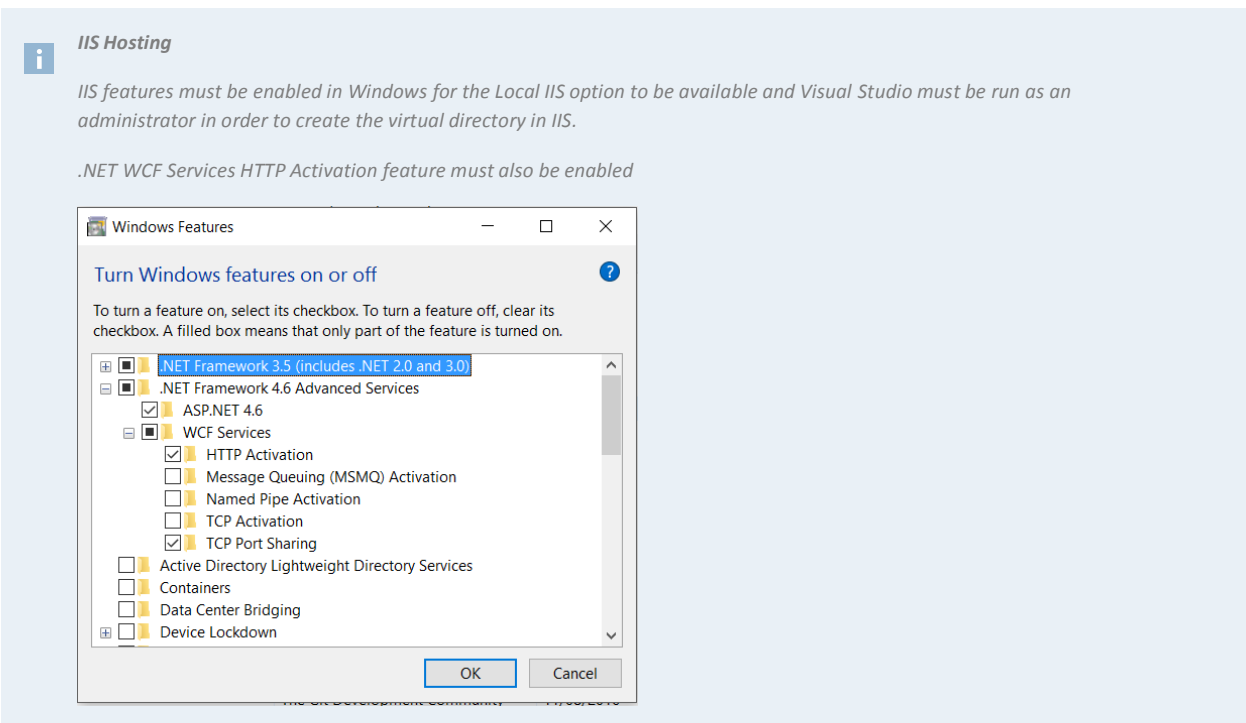 IIS Hosting
i
IIS features must be enabled in Windows for the Local IIS option to be available and Visual Studio must be run as an
administrator in order to create the virtual directory in IIS.
.NET WCF Services HTTP Activation feature must also be enabled
Windows Features
Turn Windows features on or off
?
To turn a feature on, select its checkbox. To turn a feature off, clear its
checkbox. A filled box means that only part of the feature is turned on.
.NET Framework 3.5 (includes .NET 2.0 and 3.0)
.NET Framework 4.6 Advanced Services
ASP.NET 4.6
WCF Services
HTTP Activation
Message Queuing (MSMQ) Activation
Named Pipe Activation
TCP Activation
TCP Port Sharing
Active Directory Lightweight Directory Services
Containers
Data Center Bridging
Device Lockdown
OK Cancel